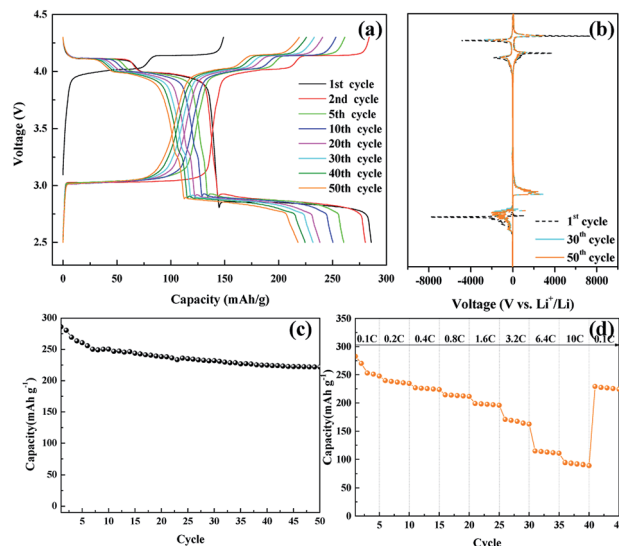 (a)
4.5
4.0
3.5
3.0
2.5
Voltage (V)
1st cycle
2nd cycle
5th cycle
10th cycle
20th cycle
30th cycle
40th cycle
50th cycle
0 50 100 150 200 250 300
Capacity (mAh/g)
(b)
1st cycle
30th cycle
50th cycle
-8000 -4000 0 4000 8000
Voltage (V vs. Li+/Li)
(c)
300
250
200
150
100
50
0
Capacity(mAh g-1)
5 10 15 20 25 30 35 40 45 50
Cycle
(d)
0.1C 0.2C 0.4C 0.8C 1.6C 3.2C 6.4C 10C 0.1C
350
300
250
200
150
100
50
0
Capacity(mAh g-1)
5 10 15 20 25 30 35 40 45
Cycle